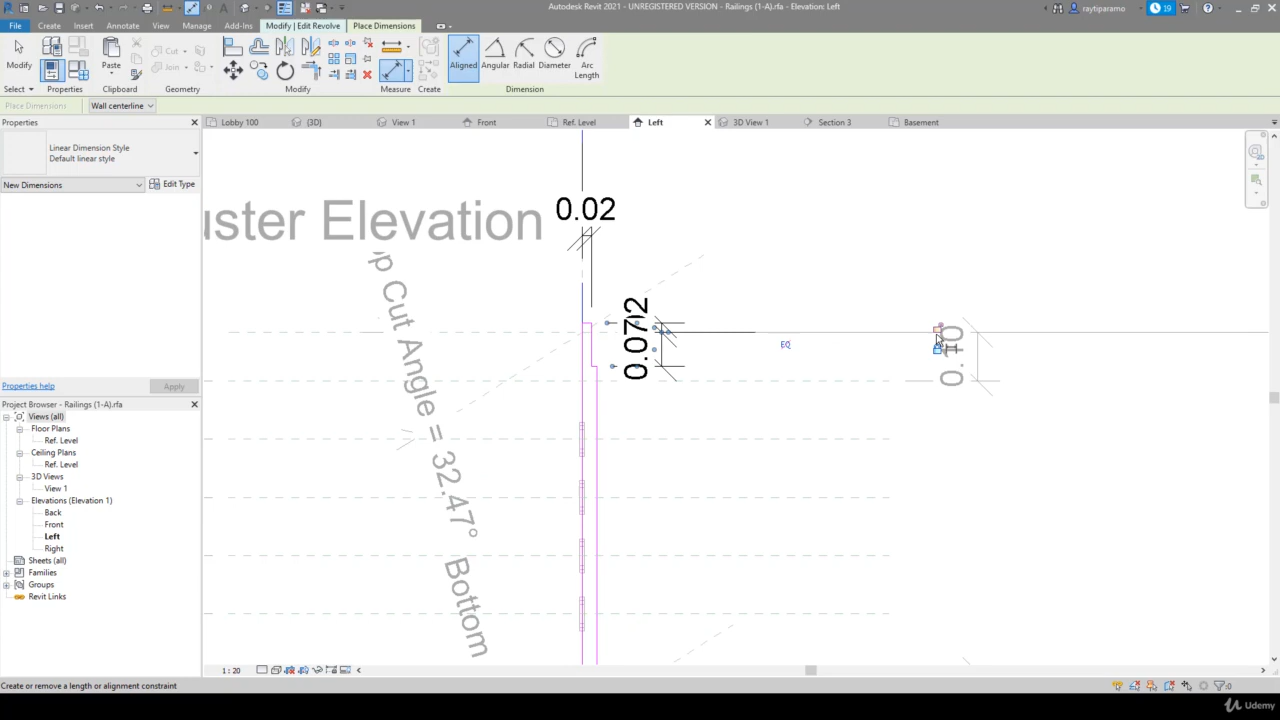 Autodesk Revit 2021 - UNREGISTERED VERSION - Railings (1-A).rfa - Elevation: Left
raytiparamo
19
File
Create
Insert
Annotate
View
Manage
Add-Ins
Modify | Edit Revolve
Place Dimensions
Modify
Paste
Cut
Join
Aligned
Angular
Radial
Diameter
Arc
Length
Select
Properties
Clipboard
Geometry
Modify
Measure
Create
Dimension
Place Dimensions
Wall centerline
Properties
Linear Dimension Style
Default linear style
New Dimensions
Edit Type
Properties help
Apply
Lobby 100
{3D}
View 1
Front
Ref. Level
Left
3D View 1
Section 3
Basement
0.02
uster Elevation
p Cut Angle = 32.47°
Bottom
0.0702
EQ
0.10
Project Browser - Railings (1-A).rfa
Views (all)
Floor Plans
Ref. Level
Ceiling Plans
Ref. Level
3D Views
View 1
Elevations (Elevation 1)
Back
Front
Left
Right
Sheets (all)
Families
Groups
Revit Links
1 : 20
Create or remove a length or alignment constraint
:0
Udemy